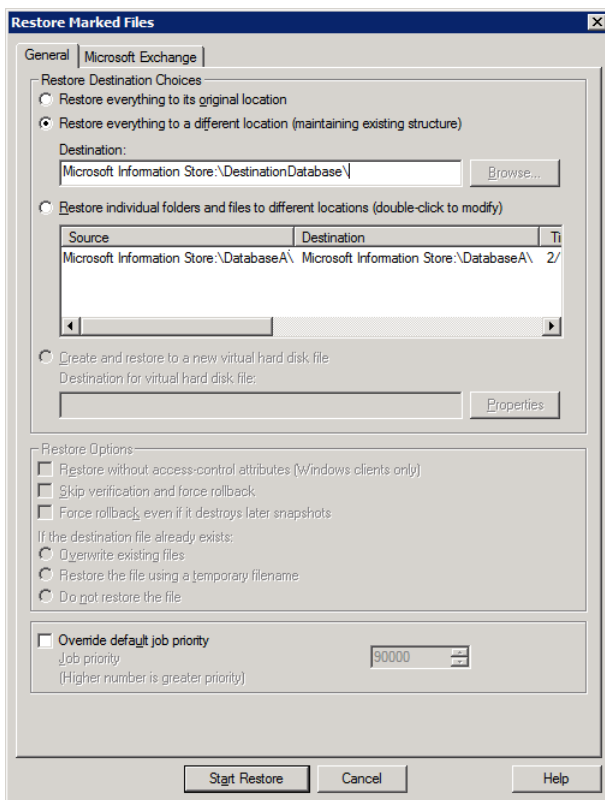 Restore Marked Files
General
Microsoft Exchange
Restore Destination Choices
Restore everything to its original location
Restore everything to a different location (maintaining existing structure)
Destination:
Microsoft Information Store:\DestinationDatabase\
Browse...
Restore individual folders and files to different locations (double-click to modify)
Source Destination Ti
Microsoft Information Store:\DatabaseA\ Microsoft Information Store:\DatabaseA\ 2/
Create and restore to a new virtual hard disk file
Destination for virtual hard disk file:
Properties
Restore Options
Restore without access-control attributes (Windows clients only)
Skip verification and force rollback
Force rollback even if it destroys later snapshots
If the destination file already exists:
Overwrite existing files
Restore the file using a temporary filename
Do not restore the file
Override default job priority
Job priority 90000
(Higher number is greater priority)
Start Restore Cancel Help